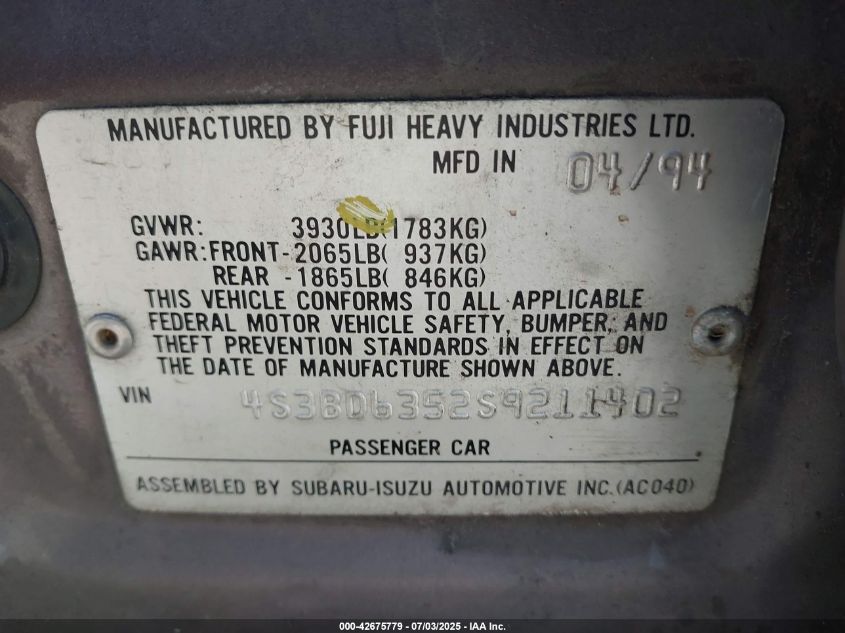 MANUFACTURED BY FUJI HEAVY INDUSTRIES LTD.
MFD IN 04/94
GVWR: 3930LB(1783KG)
GAWR:FRONT-2065LB( 937KG)
REAR -1865LB( 846KG)
THIS VEHICLE CONFORMS TO ALL APPLICABLE
FEDERAL MOTOR VEHICLE SAFETY, BUMPER, AND
THEFT PREVENTION STANDARDS IN EFFECT ON
THE DATE OF MANUFACTURE SHOWN ABOVE.
VIN 4S3BD6352S9211402
PASSENGER CAR
ASSEMBLED BY SUBARU-ISUZU AUTOMOTIVE INC.(AC040)
000-42675779 - 07/03/2025 - IAA Inc.